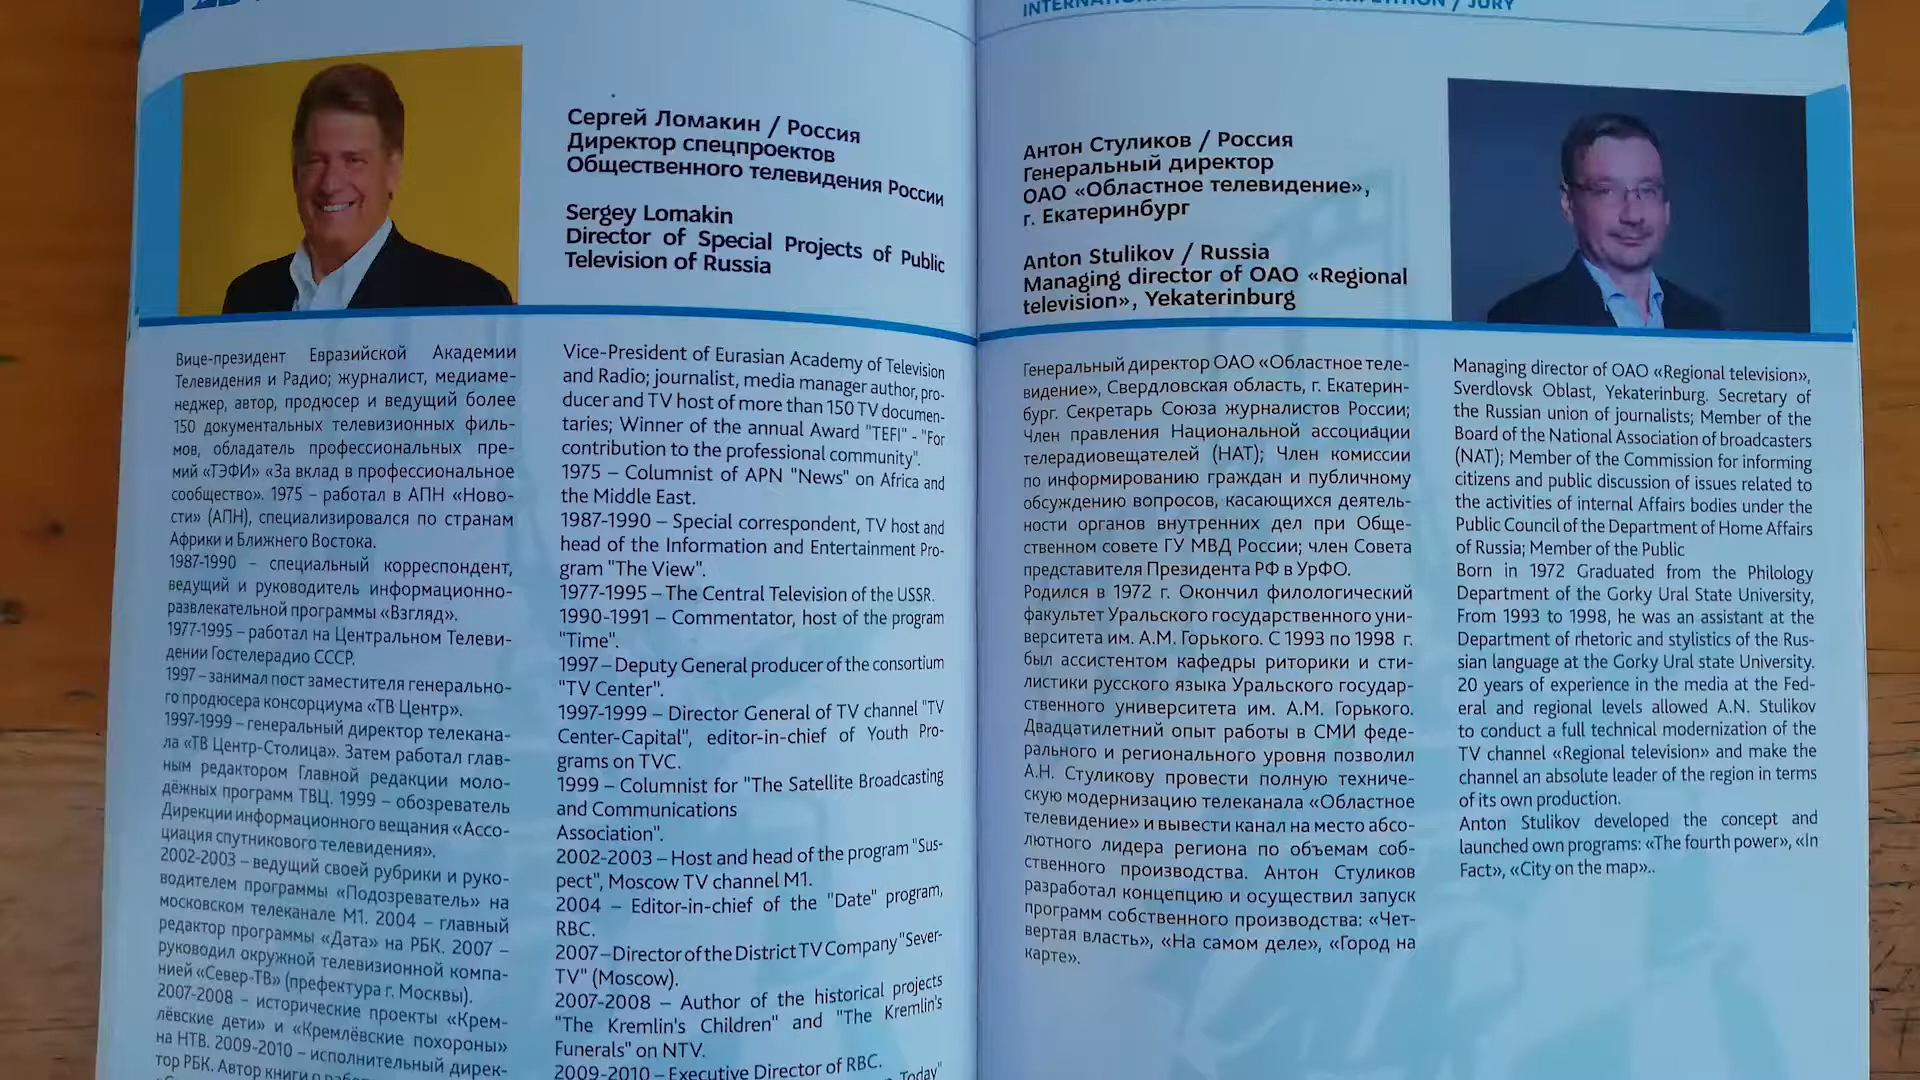 Сергей Ломакин / Россия
Директор спецпроектов
Общественного телевидения России
Sergey Lomakin
Director of Special Projects of Public
Television of Russia
Вице-президент Евразийской Академии
Телевидения и Радио; журналист, медиаме-
неджер, автор, продюсер и ведущий более
150 документальных телевизионных филь-
мов, обладатель профессиональных пре-
мий «ТЭФИ» «За вклад в профессиональное
сообщество». 1975 – работал в АПН «Ново-
сти» (АПН), специализировался по странам
Африки и Ближнего Востока.
1987-1990 – специальный корреспондент,
ведущий и руководитель информационно-
развлекательной программы «Взгляд».
1977-1995 – работал на Центральном Телеви-
дении Гостелерадио СССР.
1997 – занимал пост заместителя генерально-
го продюсера консорциума «ТВ Центр».
1997-1999 – генеральный директор телекана-
ла «ТВ Центр-Столица». Затем работал глав-
ным редактором Главной редакции моло-
дёжных программ ТВЦ. 1999 – обозреватель
Дирекции информационного вещания «Ассо-
циация спутникового телевидения».
2002-2003 – ведущий своей рубрики и руко-
водителем программы «Подозреватель» на
московском телеканале М1. 2004 – главный
редактор программы «Дата» на РБК. 2007 –
руководил окружной телевизионной компа-
нией «Север-ТВ» (префектура г. Москвы).
2007-2008 – исторические проекты «Крем-
лёвские дети» и «Кремлёвские похороны»
на НТВ. 2009-2010 – исполнительный дирек-
тор РБК. Автор книги о
Vice-President of Eurasian Academy of Television
and Radio; journalist, media manager author, pro-
ducer and TV host of more than 150 TV documen-
taries; Winner of the annual Award "TEFI" - "For
contribution to the professional community".
1975 – Columnist of APN "News" on Africa and
the Middle East.
1987-1990 – Special correspondent, TV host and
head of the Information and Entertainment Pro-
gram "The View".
1977-1995 – The Central Television of the USSR.
1990-1991 – Commentator, host of the program
"Time".
1997 – Deputy General producer of the consortium
"TV Center".
1997-1999 – Director General of TV channel "TV
Center-Capital", editor-in-chief of Youth Pro-
grams on TVC.
1999 – Columnist for "The Satellite Broadcasting
and Communications
Association".
2002-2003 – Host and head of the program "Sus-
pect", Moscow TV channel M1.
2004 – Editor-in-chief of the "Date" program,
RBC.
2007 – Director of the District TV Company "Sever-
TV" (Moscow).
2007-2008 – Author of the historical projects
"The Kremlin's Children" and "The Kremlin's
Funerals" on NTV.
2009-2010 – Executive Director of RBC.
Today"
/ JURY
Антон Стуликов / Россия
Генеральный директор
ОАО «Областное телевидение»,
г. Екатеринбург
Anton Stulikov / Russia
Managing director of OAO «Regional
television», Yekaterinburg
Генеральный директор ОАО «Областное теле-
видение», Свердловская область, г. Екатерин-
бург. Секретарь Союза журналистов России;
Член правления Национальной ассоциации
телерадиовещателей (НАТ); Член комиссии
по информированию граждан и публичному
обсуждению вопросов, касающихся деятель-
ности органов внутренних дел при Обще-
ственном совете ГУ МВД России; член Совета
представителя Президента РФ в УрФО.
Родился в 1972 г. Окончил филологический
факультет Уральского государственного уни-
верситета им. А.М. Горького. С 1993 по 1998 г.
был ассистентом кафедры риторики и сти-
листики русского языка Уральского государ-
ственного университета им. А.М. Горького.
Двадцатилетний опыт работы в СМИ феде-
рального и регионального уровня позволил
А.Н. Стуликову провести полную техниче-
скую модернизацию телеканала «Областное
телевидение» и вывести канал на место абсо-
лютного лидера региона по объемам соб-
ственного производства. Антон Стуликов
разработал концепцию и осуществил запуск
программ собственного производства: «Чет-
вертая власть», «На самом деле», «Город на
карте».
Managing director of OAO «Regional television»,
Sverdlovsk Oblast, Yekaterinburg. Secretary of
the Russian union of journalists; Member of the
Board of the National Association of broadcasters
(NAT); Member of the Commission for informing
citizens and public discussion of issues related to
the activities of internal Affairs bodies under the
Public Council of the Department of Home Affairs
of Russia; Member of the Public
Born in 1972 Graduated from the Philology
Department of the Gorky Ural State University,
From 1993 to 1998, he was an assistant at the
Department of rhetoric and stylistics of the Rus-
sian language at the Gorky Ural state University.
20 years of experience in the media at the Fed-
eral and regional levels allowed A.N. Stulikov
to conduct a full technical modernization of the
TV channel «Regional television» and make the
channel an absolute leader of the region in terms
of its own production.
Anton Stulikov developed the concept and
launched own programs: «The fourth power», «In
Fact», «City on the map»..